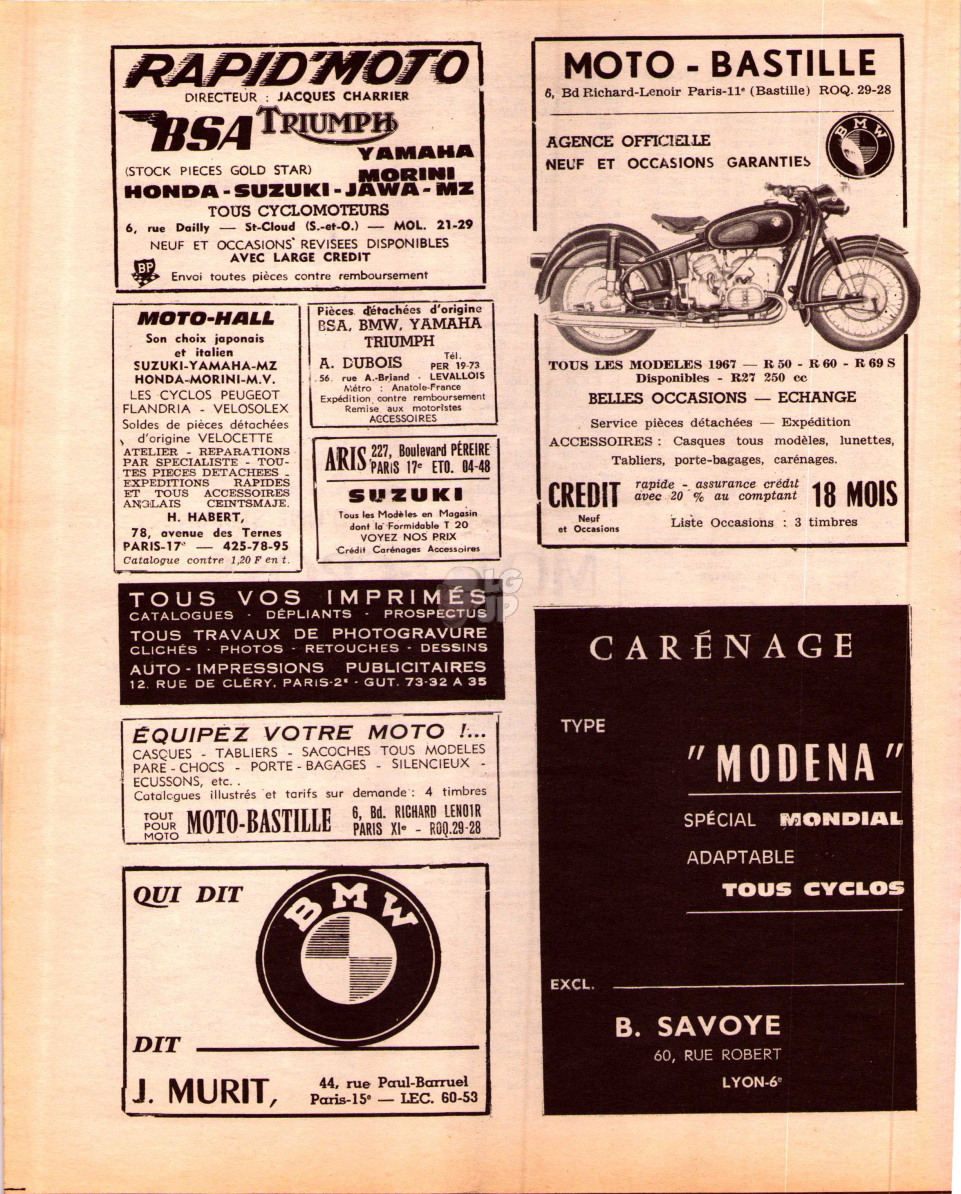 RAPID'MOTO
DIRECTEUR : JACQUES CHARRIER
BSA TRIUMPH
YAMAHA
(STOCK PIECES GOLD STAR) MORINI
HONDA - SUZUKI - JAWA - MZ
TOUS CYCLOMOTEURS
6, rue Dailly — St-Cloud (S.-et-O.) — MOL. 21-29
NEUF ET OCCASIONS REVISEES DISPONIBLES
AVEC LARGE CREDIT
BP
Envoi toutes pièces contre remboursement
MOTO-HALL
Son choix japonais
et italien
SUZUKI-YAMAHA-MZ
HONDA-MORINI-M.V.
LES CYCLOS PEUGEOT
FLANDRIA - VELOSOLEX
Soldes de pièces détachées
d'origine VELOCETTE
ATELIER - REPARATIONS
PAR SPECIALISTE - TOU-
TES PIECES DETACHEES -
EXPEDITIONS RAPIDES
ET TOUS ACCESSOIRES
ANGLAIS CEINTSMAJE.
H. HABERT,
78, avenue des Ternes
PARIS-17e — 425-78-95
Catalogue contre 1,20 F en t.
Pièces détachées d'origine
BSA, BMW, YAMAHA
TRIUMPH
A. DUBOIS Tél.
PER 19-73
56, rue A.-Briand - LEVALLOIS
Métro : Anatole-France
Expédition contre remboursement
Remise aux motoristes
ACCESSOIRES
ARIS 227, Boulevard PÉREIRE
PARIS 17e ETO. 04-48
SUZUKI
Tous les Modèles en Magasin
dont la Formidable T 20
VOYEZ NOS PRIX
Crédit Carénages Accessoires
TOUS VOS IMPRIMÉS
CATALOGUES - DÉPLIANTS - PROSPECTUS
TOUS TRAVAUX DE PHOTOGRAVURE
CLICHÉS - PHOTOS - RETOUCHES - DESSINS
AUTO-IMPRESSIONS PUBLICITAIRES
12, RUE DE CLÉRY, PARIS-2e - GUT. 73-32 A 35
ÉQUIPEZ VOTRE MOTO !...
CASQUES - TABLIERS - SACOCHES TOUS MODELES
PARE-CHOCS - PORTE-BAGAGES - SILENCIEUX -
ECUSSONS, etc..
Catalogues illustrés et tarifs sur demande : 4 timbres
TOUT
POUR
MOTO
MOTO-BASTILLE
6, Bd. RICHARD LENOIR
PARIS XIe - ROQ.29-28
QUI DIT
BMW
DIT
J. MURIT,
44, rue Paul-Barruel
Paris-15e — LEC. 60-53
MOTO - BASTILLE
6, Bd Richard-Lenoir Paris-11e (Bastille) ROQ. 29-28
AGENCE OFFICIELLE
NEUF ET OCCASIONS GARANTIES
BMW
TOUS LES MODELES 1967 — R 50 - R 60 - R 69 S
Disponibles - R27 250 cc
BELLES OCCASIONS — ECHANGE
Service pièces détachées — Expédition
ACCESSOIRES : Casques tous modèles, lunettes,
Tabliers, porte-bagages, carénages.
CREDIT
Neuf
et Occasions
rapide - assurance crédit
avec 20 % au comptant
18 MOIS
Liste Occasions : 3 timbres
CARÉNAGE
TYPE
"MODENA"
SPÉCIAL MONDIAL
ADAPTABLE
TOUS CYCLOS
EXCL.
B. SAVOYE
60, RUE ROBERT
LYON-6e
LG
UP